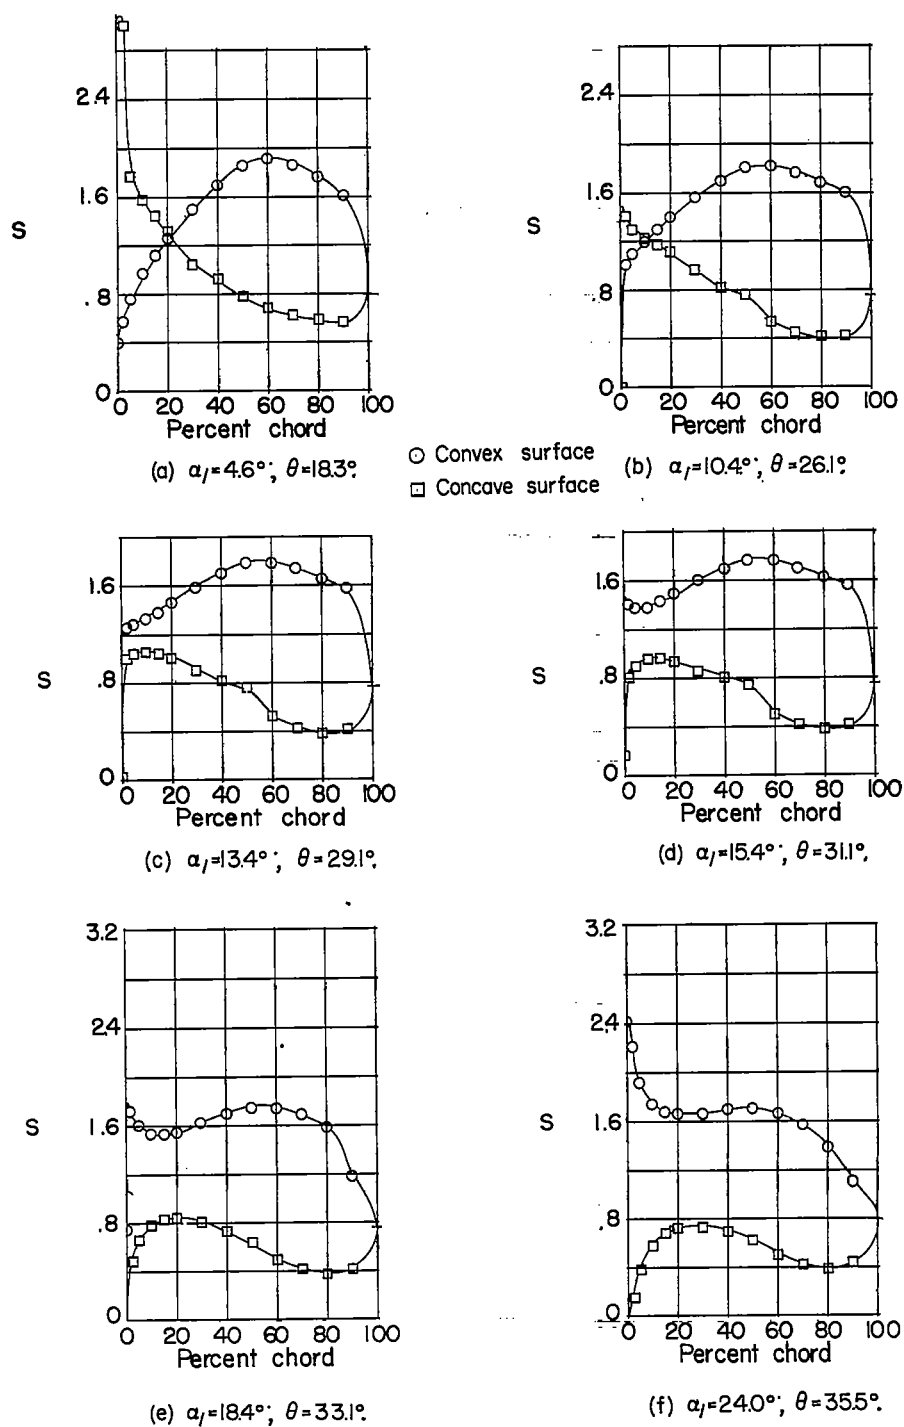 2.4
1.6
S
.8
0
0 20 40 60 80 100
Percent chord
(a) α₁=4.6°; θ=18.3°.
2.4
1.6
S
.8
0
0 20 40 60 80 100
Percent chord
(b) α₁=10.4°; θ=26.1°.
Convex surface
Concave surface
1.6
S
.8
0
0 20 40 60 80 100
Percent chord
(c) α₁=13.4°; θ=29.1°.
1.6
S
.8
0
0 20 40 60 80 100
Percent chord
(d) α₁=15.4°; θ=31.1°.
3.2
2.4
1.6
S
.8
0
0 20 40 60 80 100
Percent chord
(e) α₁=18.4°; θ=33.1°.
3.2
2.4
1.6
S
.8
0
0 20 40 60 80 100
Percent chord
(f) α₁=24.0°; θ=35.5°.